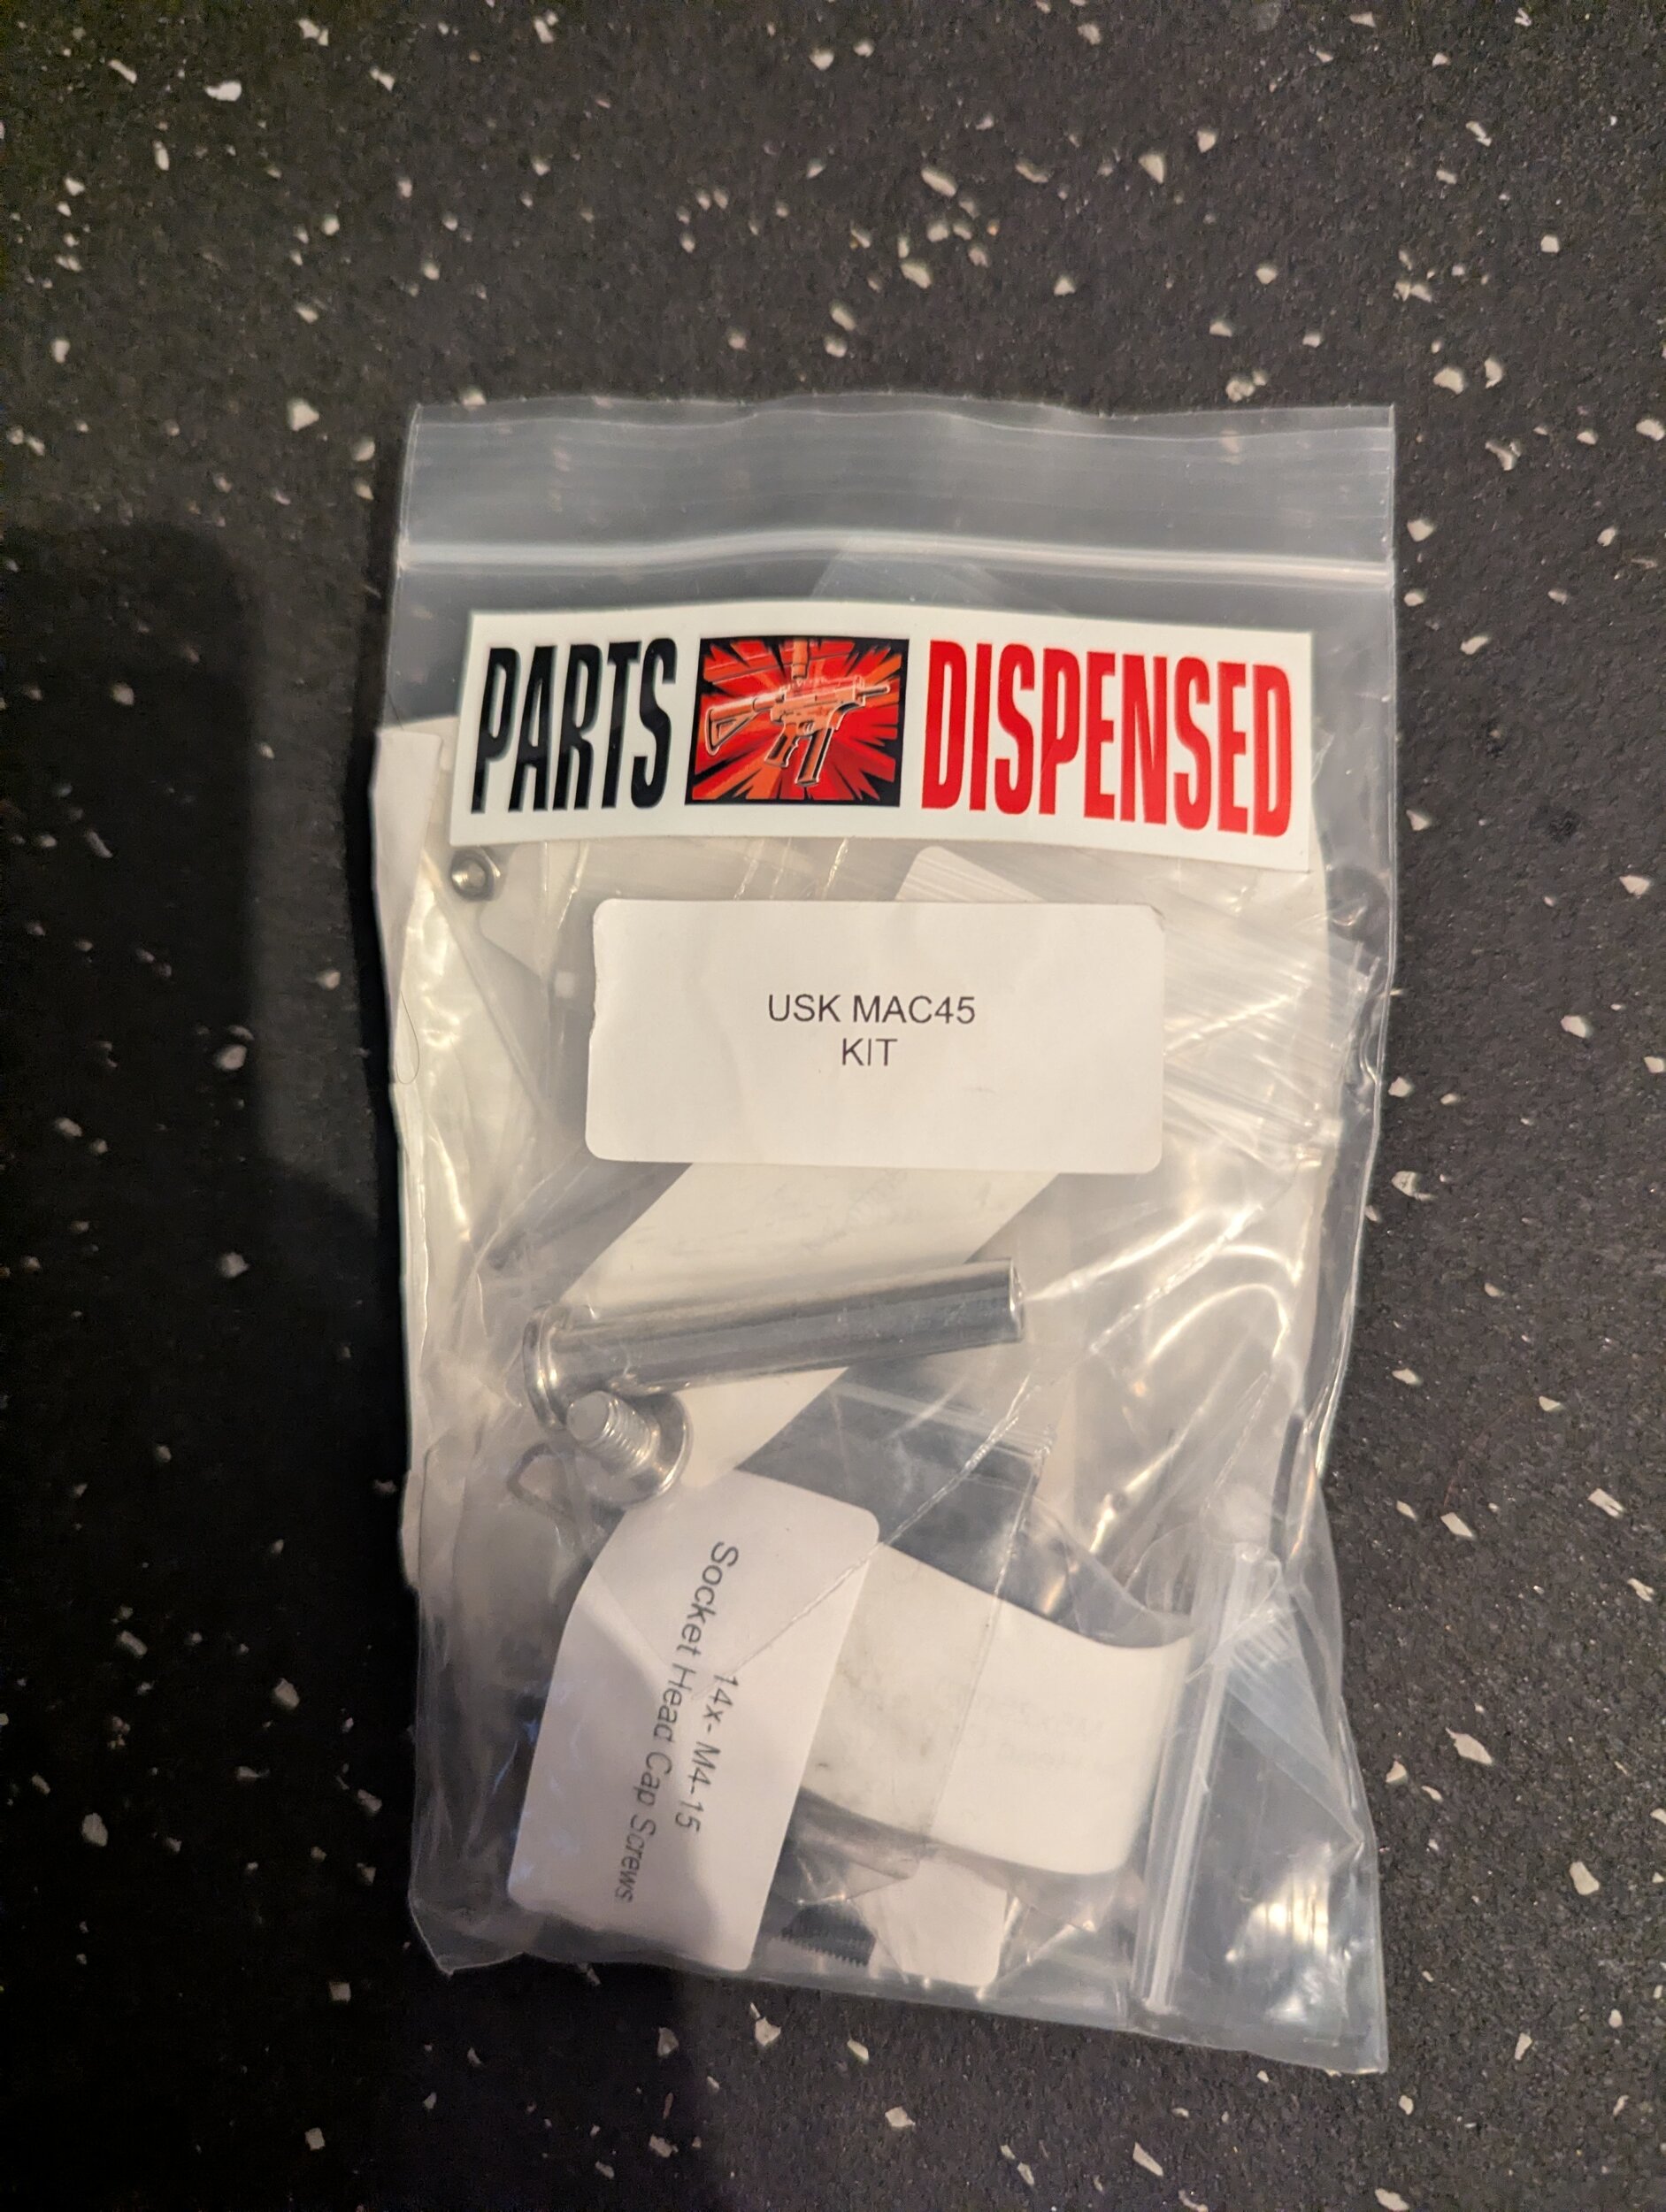 PARTS DISPENSED
USK MAC45
KIT
14x- M4-15
Socket Head Cap Screws